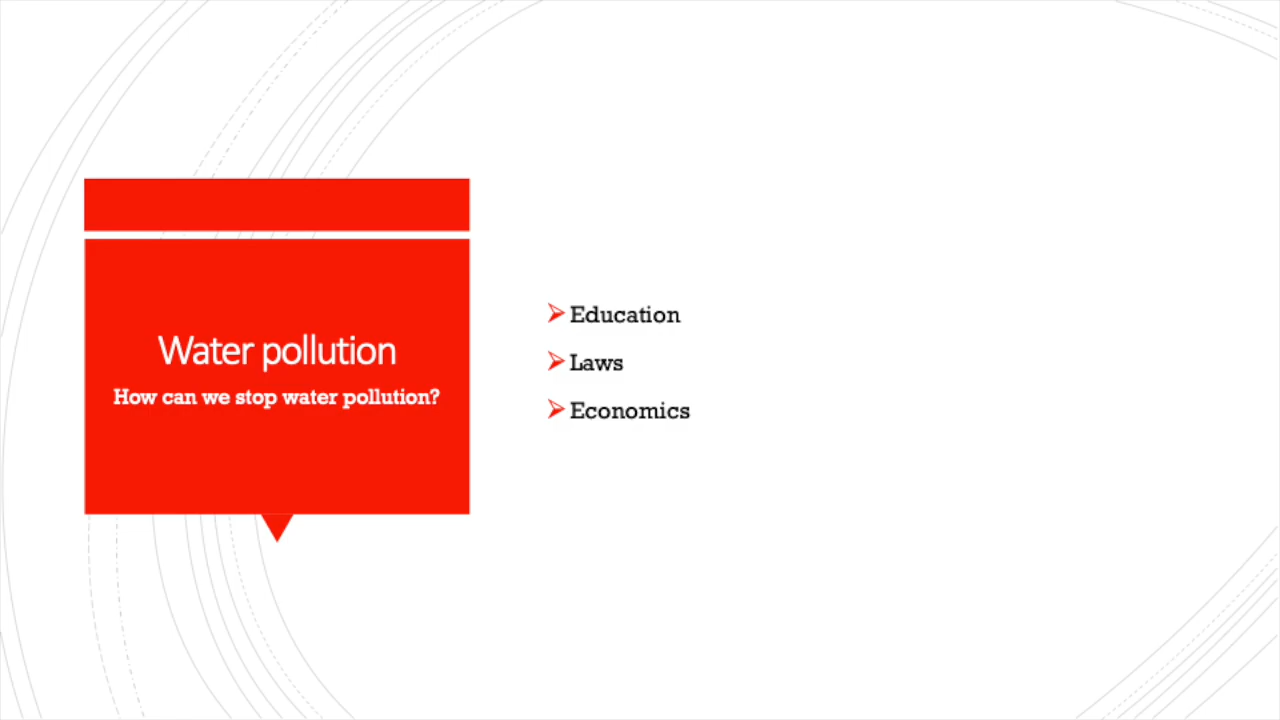 Water pollution
How can we stop water pollution?
Education
Laws
Economics